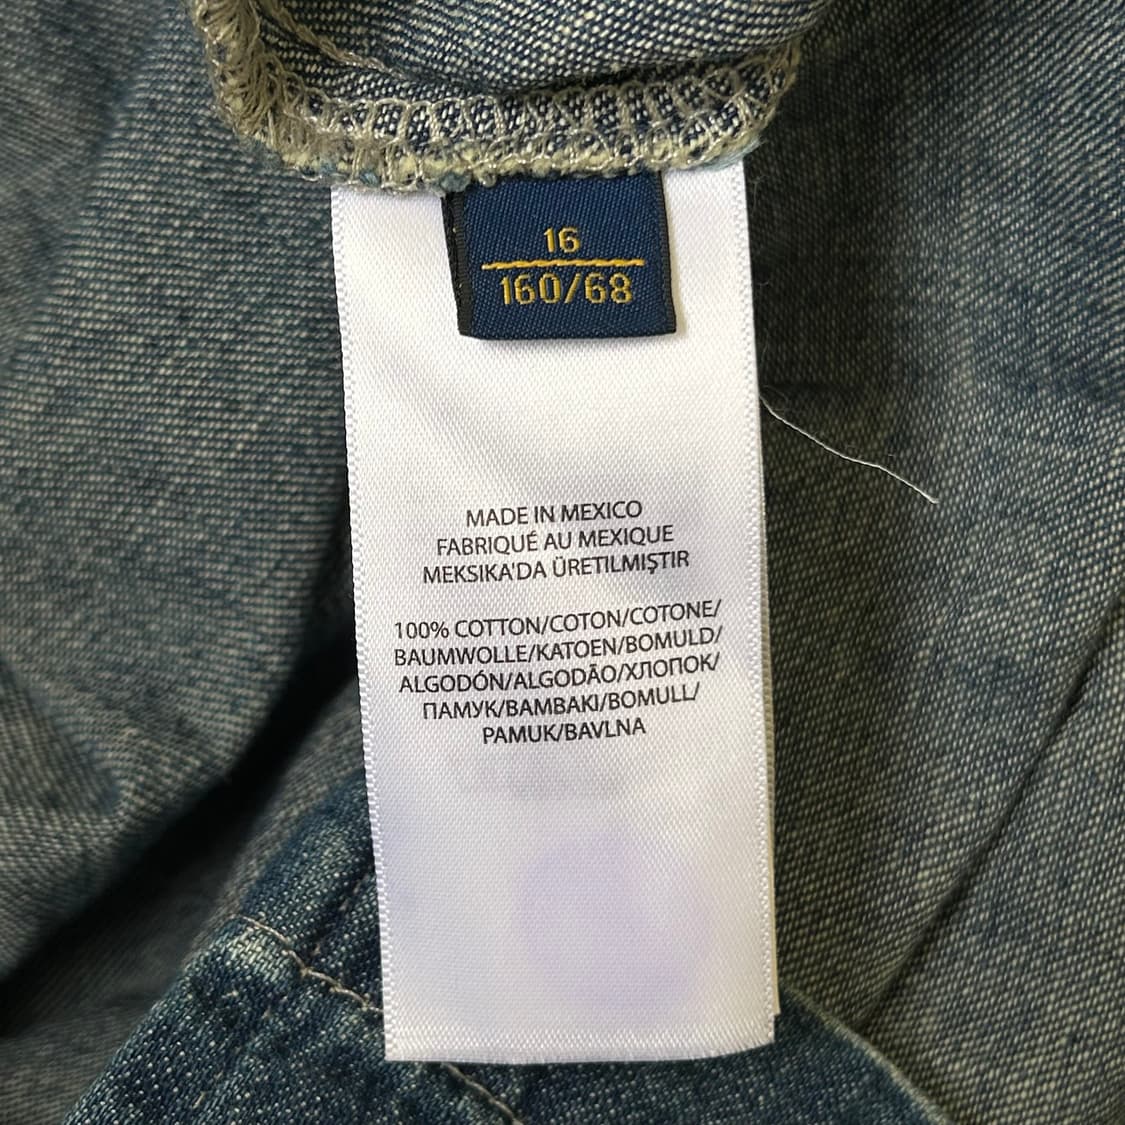 16
160/68
MADE IN MEXICO
FABRIQUÉ AU MEXIQUE
MEKSIKA'DA ÜRETILMIŞTIR
100% COTTON/COTON/COTONE/
BAUMWOLLE/KATOEN/BOMULD/
ALGODÓN/ALGODÃO/ХЛОПОК/
ПАМУК/BAMBAKI/BOMULL/
PAMUK/BAVLNA